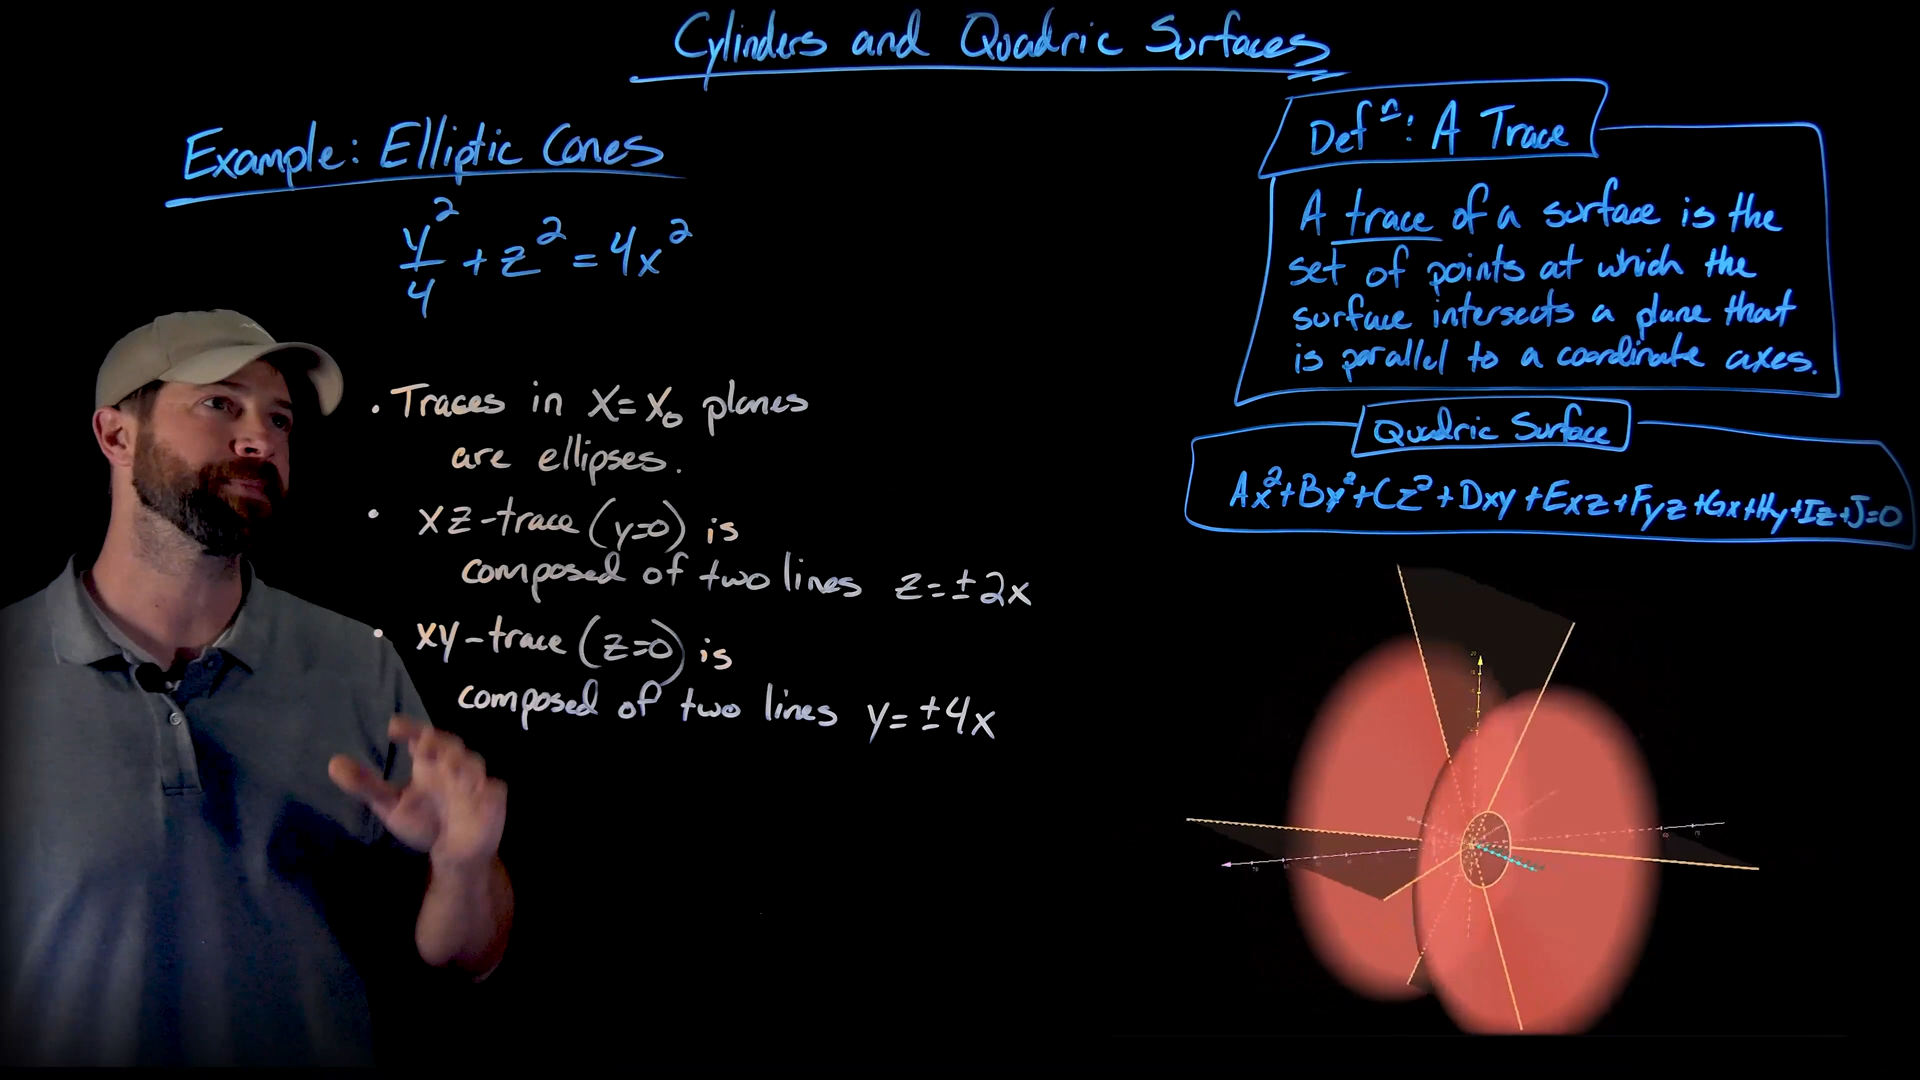 Cylinders and Quadric Surfaces
Example: Elliptic Cones
y²/4 + z² = 4x²
• Traces in X=X₀ planes
are ellipses.
• XZ-trace (y=0) is
composed of two lines z=±2x
• XY-trace (z=0) is
composed of two lines y=±4x
Defⁿ: A Trace
A trace of a surface is the
set of points at which the
surface intersects a plane that
is parallel to a coordinate axes.
Quadric Surface
Ax²+By²+Cz²+Dxy+Exz+Fyz+Gx+Hy+Iz+J=0